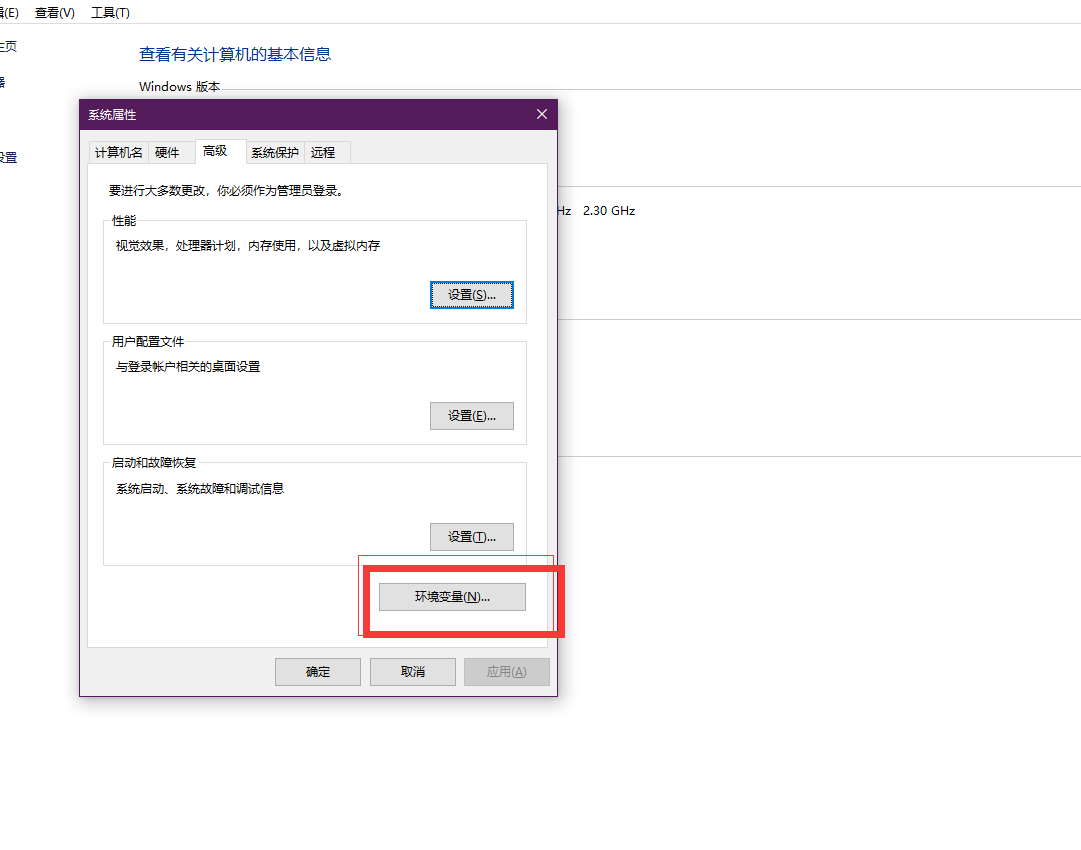 (E) 查看(V) 工具(T)
主页
查看有关计算机的基本信息
器
Windows 版本
系统属性
计算机名 硬件 高级 系统保护 远程
设置
要进行大多数更改，你必须作为管理员登录。
Hz 2.30 GHz
性能
视觉效果，处理器计划，内存使用，以及虚拟内存
设置(S)...
用户配置文件
与登录帐户相关的桌面设置
设置(E)...
启动和故障恢复
系统启动、系统故障和调试信息
设置(T)...
环境变量(N)...
确定 取消 应用(A)